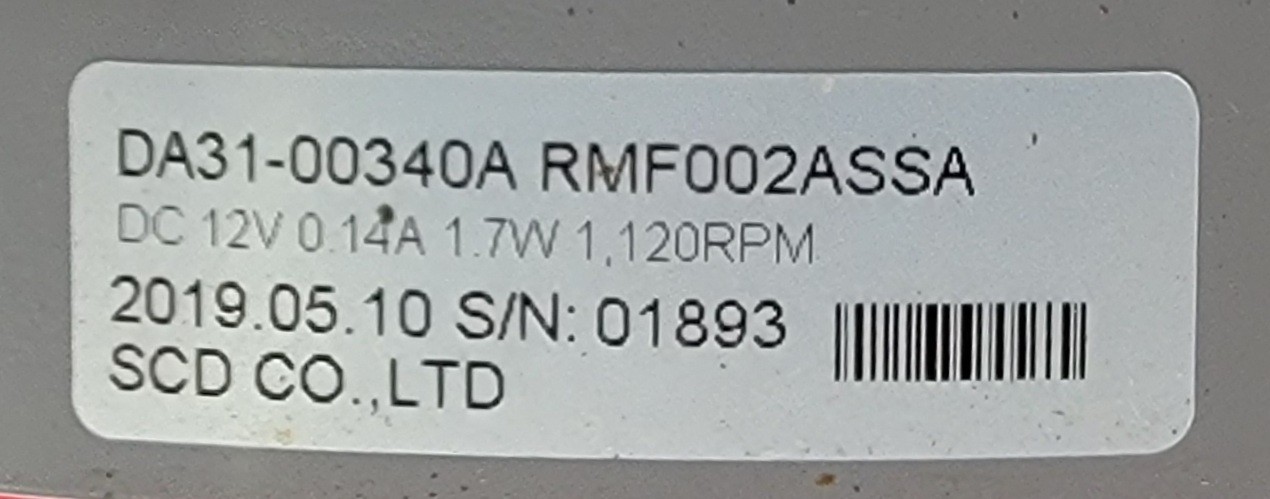 DA31-00340A RMF002ASSA
DC 12V 0.14A 1.7W 1,120RPM
2019.05.10 S/N: 01893
SCD CO.,LTD